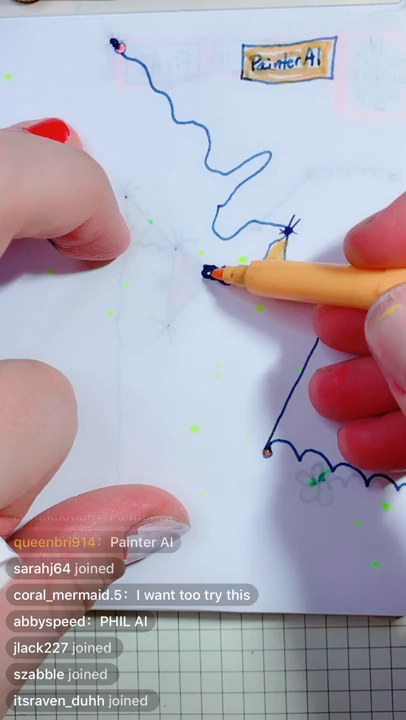 Painter AI
queenbri914: Painter AI
sarahj64 joined
coral_mermaid.5: I want too try this
abbyspeed: PHIL AI
jlack227 joined
szabble joined
itsraven_duhh joined